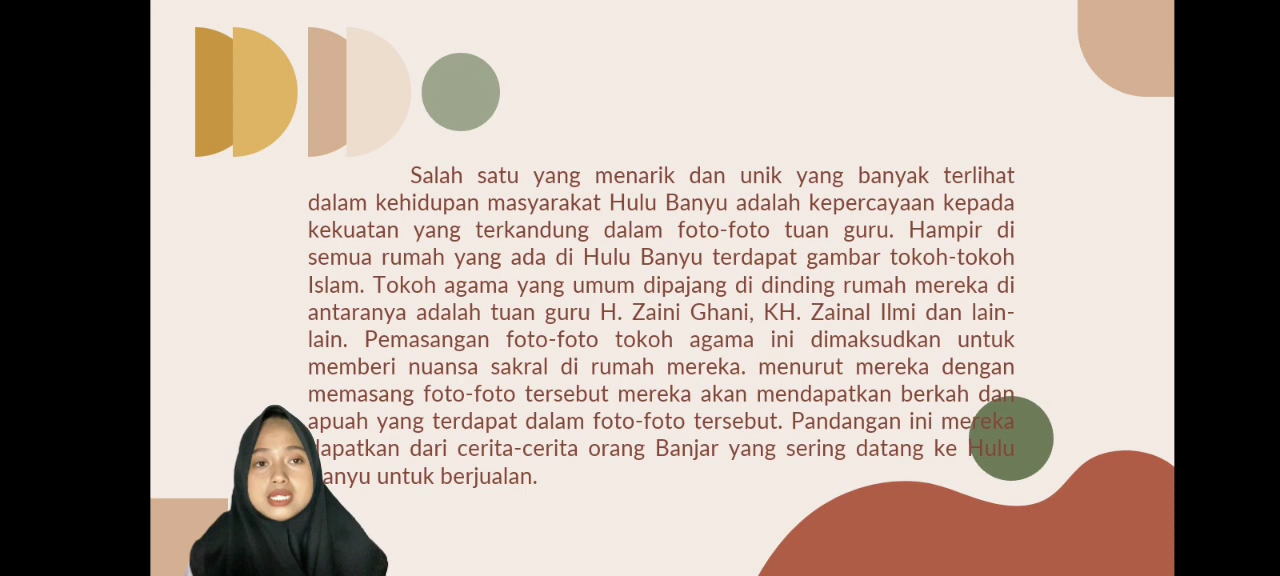 Salah satu yang menarik dan unik yang banyak terlihat
dalam kehidupan masyarakat Hulu Banyu adalah kepercayaan kepada
kekuatan yang terkandung dalam foto-foto tuan guru. Hampir di
semua rumah yang ada di Hulu Banyu terdapat gambar tokoh-tokoh
Islam. Tokoh agama yang umum dipajang di dinding rumah mereka di
antaranya adalah tuan guru H. Zaini Ghani, KH. Zainal Ilmi dan lain-
lain. Pemasangan foto-foto tokoh agama ini dimaksudkan untuk
memberi nuansa sakral di rumah mereka. menurut mereka dengan
memasang foto-foto tersebut mereka akan mendapatkan berkah dan
apuah yang terdapat dalam foto-foto tersebut. Pandangan ini mereka
dapatkan dari cerita-cerita orang Banjar yang sering datang ke Hulu
Banyu untuk berjualan.